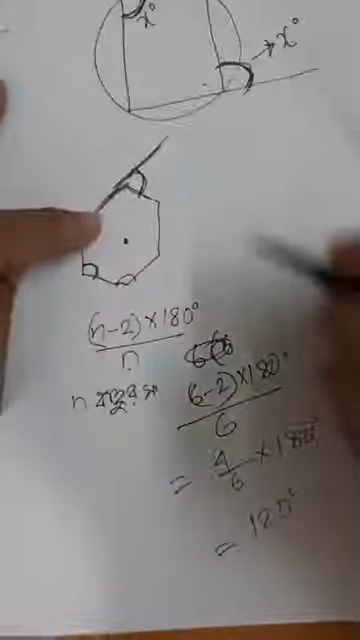 x°
x°
(n-2)×180°
n
(6-2)×180°
6
= 4/6 × 180
= 120°